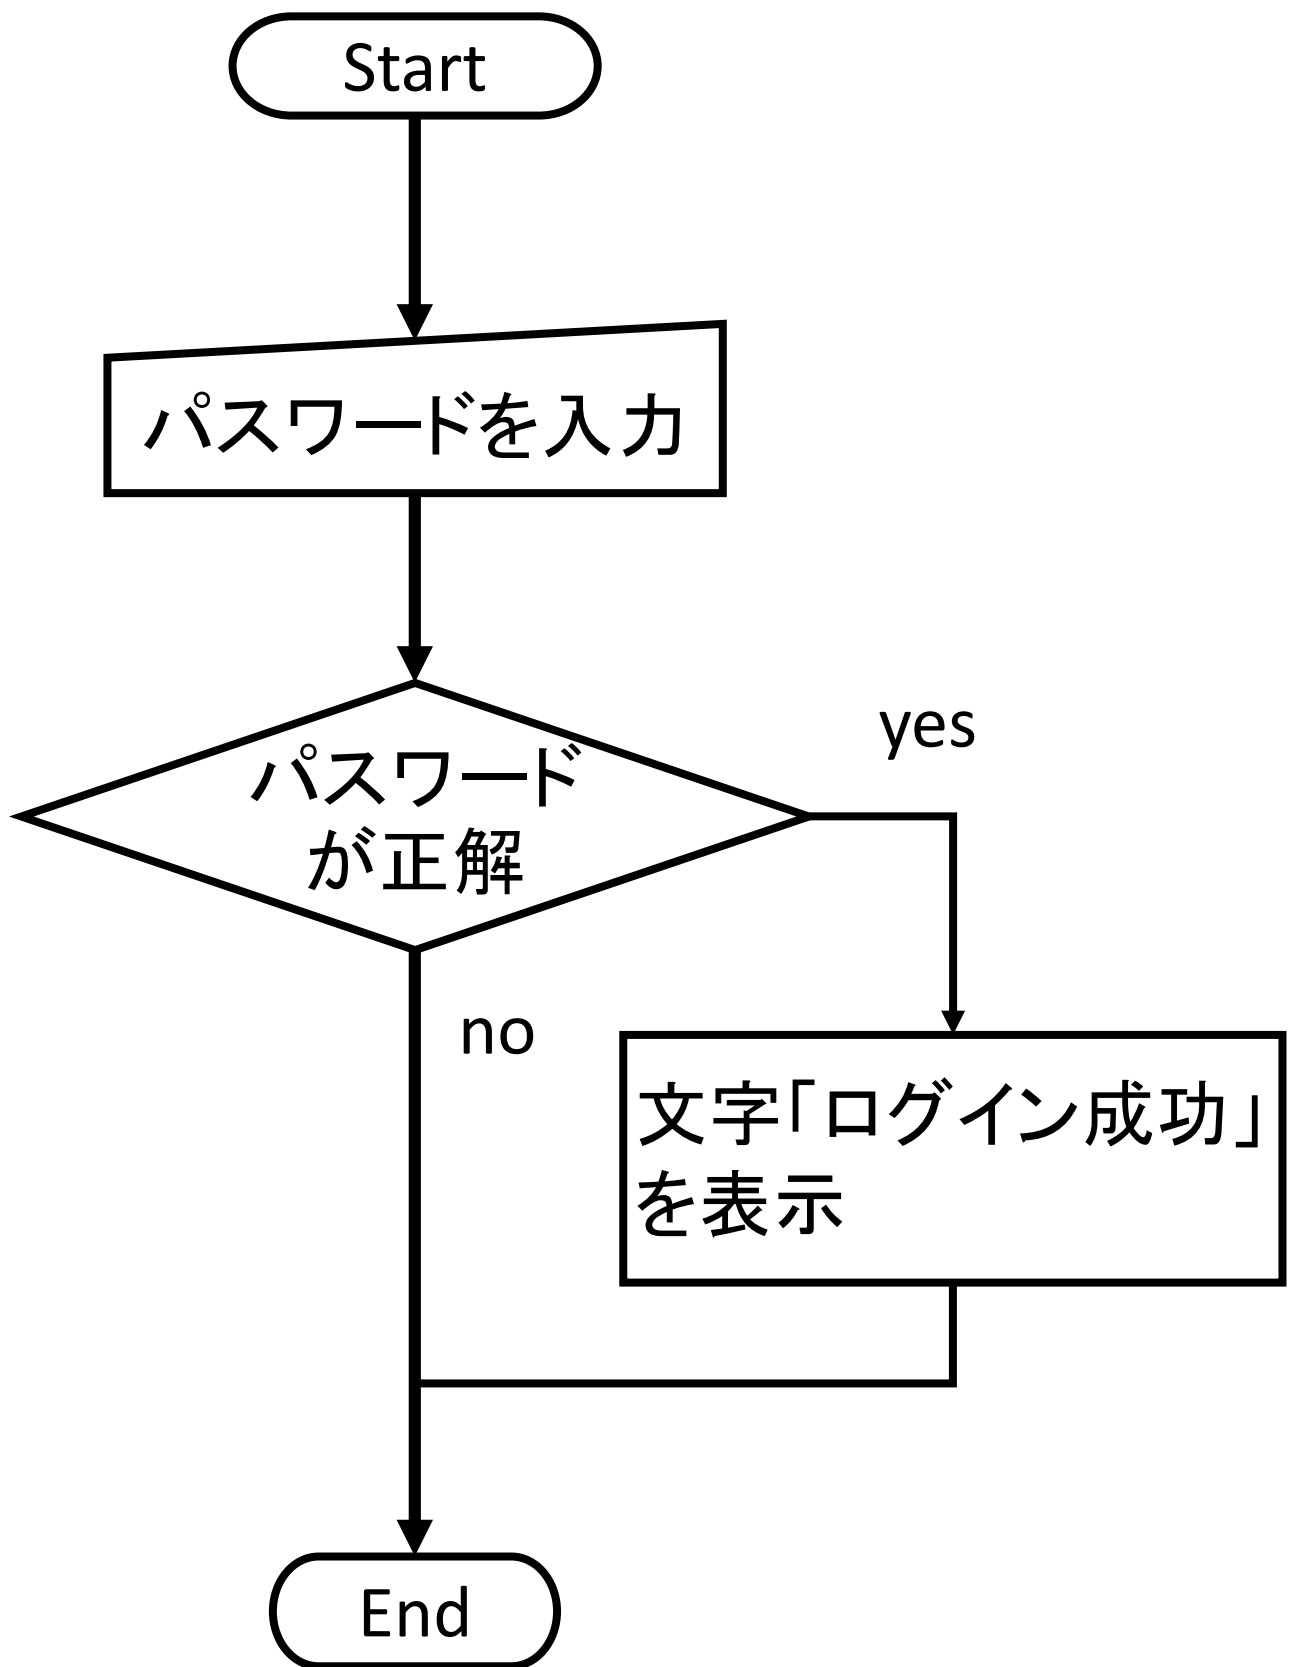 Start
パスワードを入力
パスワード
が正解
yes
no
文字「ログイン成功」
を表示
End